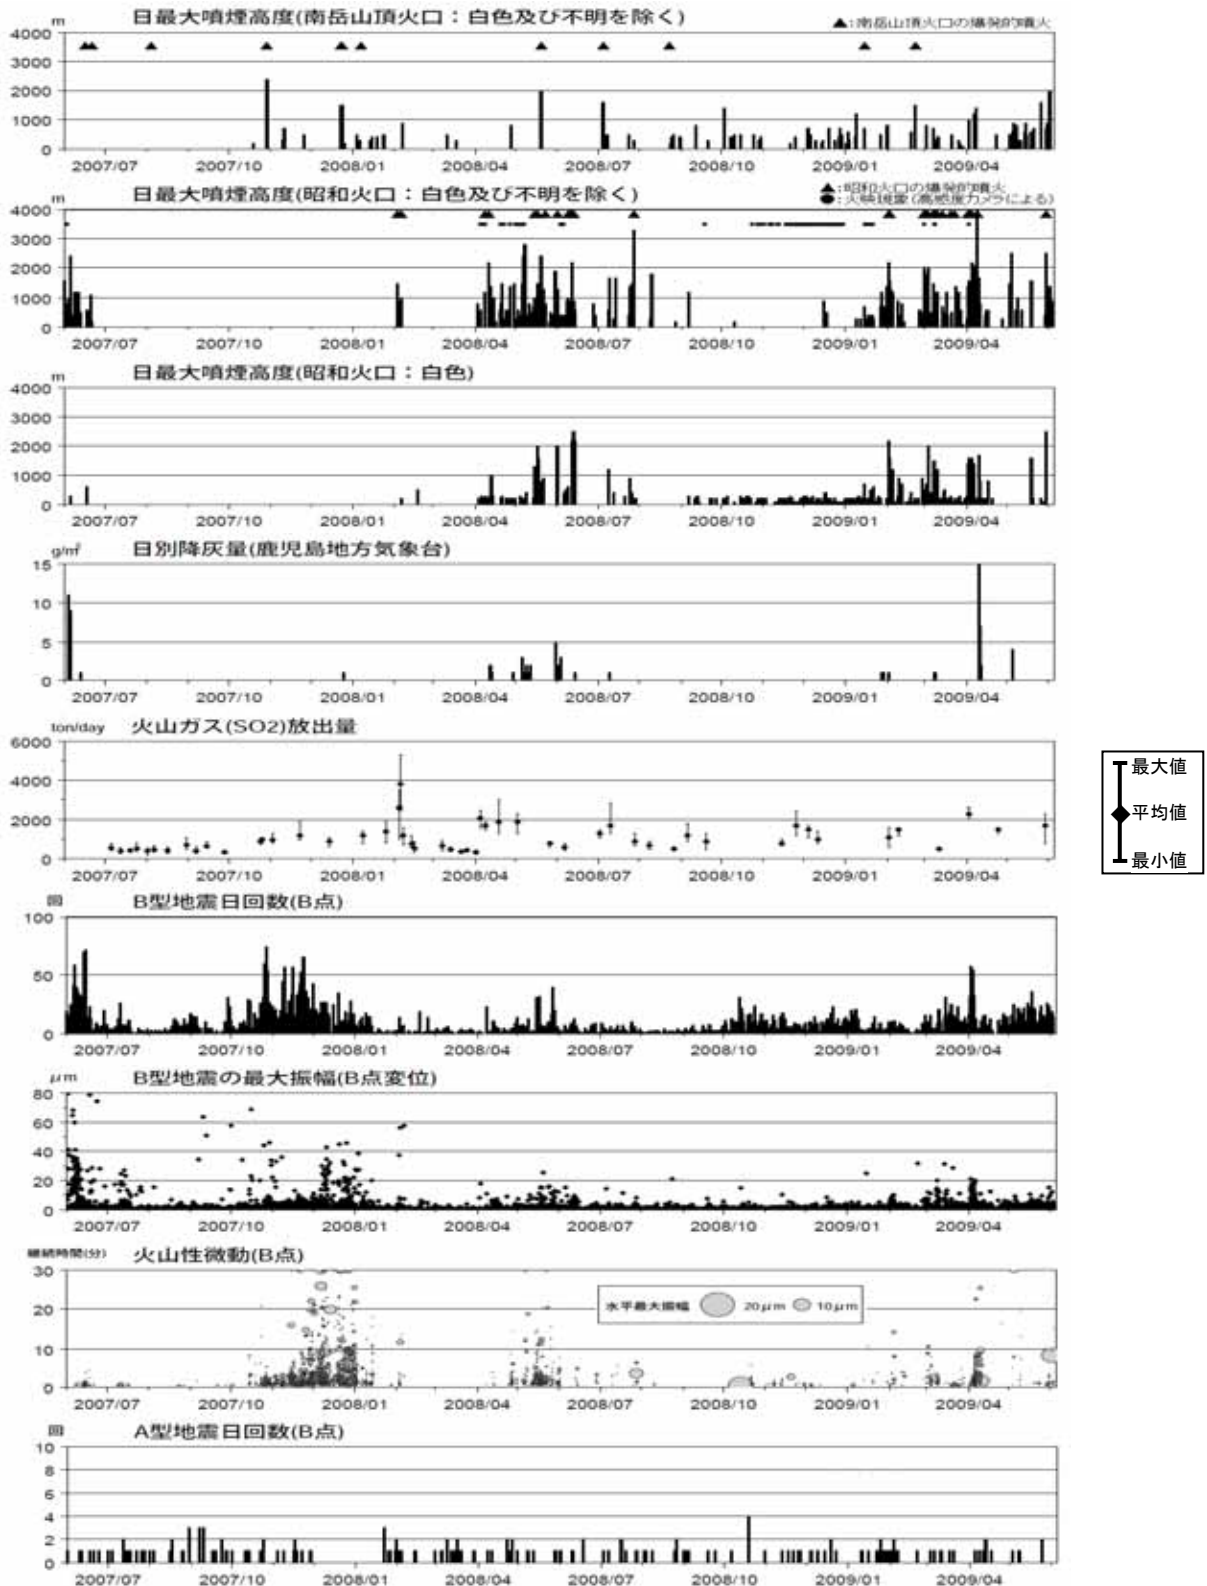 日最大噴煙高度(南岳山頂火口：白色及び不明を除く)
m
▲:南岳山頂火口の爆発的噴火
4000
3000
2000
1000
0
2007/07 2007/10 2008/01 2008/04 2008/07 2008/10 2009/01 2009/04
日最大噴煙高度(昭和火口：白色及び不明を除く)
m
▲:昭和火口の爆発的噴火
●:火映現象(高感度カメラによる)
4000
3000
2000
1000
0
2007/07 2007/10 2008/01 2008/04 2008/07 2008/10 2009/01 2009/04
日最大噴煙高度(昭和火口：白色)
m
4000
3000
2000
1000
0
2007/07 2007/10 2008/01 2008/04 2008/07 2008/10 2009/01 2009/04
日別降灰量(鹿児島地方気象台)
g/㎡
15
10
5
0
2007/07 2007/10 2008/01 2008/04 2008/07 2008/10 2009/01 2009/04
火山ガス(SO2)放出量
ton/day
6000
4000
2000
0
2007/07 2007/10 2008/01 2008/04 2008/07 2008/10 2009/01 2009/04
最大値
平均値
最小値
B型地震日回数(B点)
回
100
50
0
2007/07 2007/10 2008/01 2008/04 2008/07 2008/10 2009/01 2009/04
B型地震の最大振幅(B点変位)
μm
80
60
40
20
0
2007/07 2007/10 2008/01 2008/04 2008/07 2008/10 2009/01 2009/04
火山性微動(B点)
継続時間(分)
30
20
10
0
水平最大振幅 20μm 10μm
2007/07 2007/10 2008/01 2008/04 2008/07 2008/10 2009/01 2009/04
A型地震日回数(B点)
回
10
8
6
4
2
0
2007/07 2007/10 2008/01 2008/04 2008/07 2008/10 2009/01 2009/04